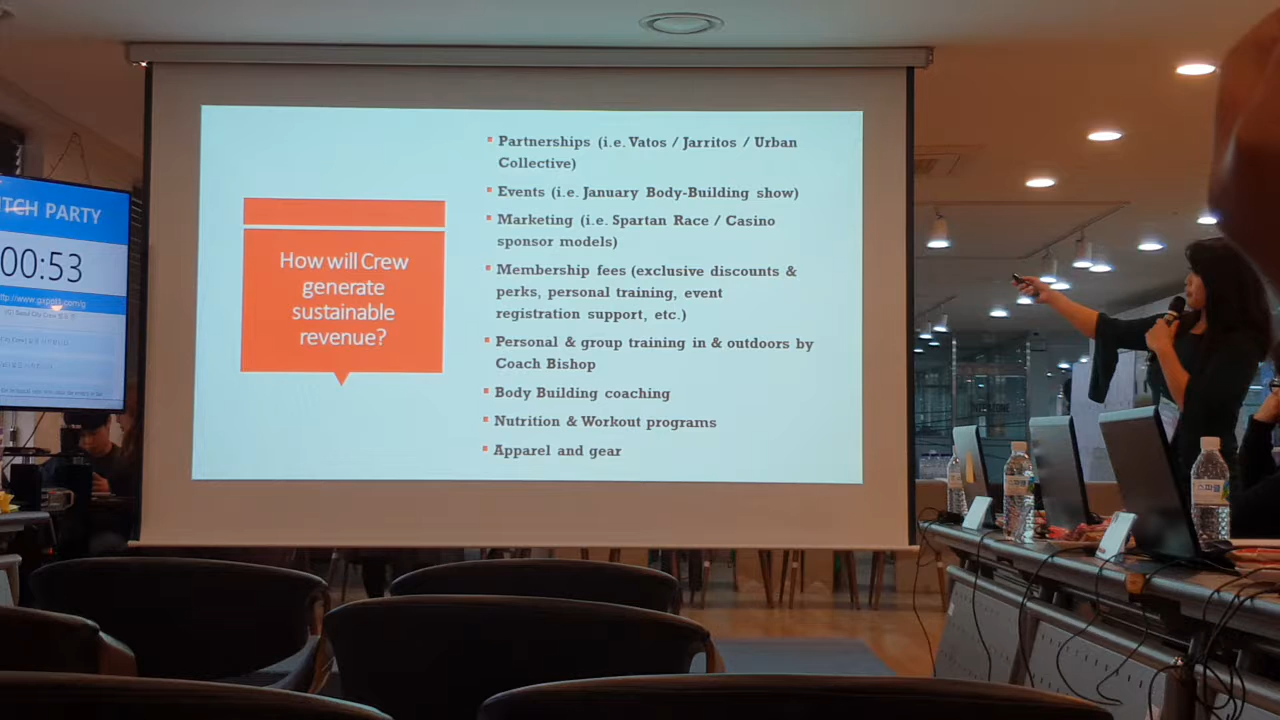 PARTY
00:53
How will Crew
generate
sustainable
revenue?
Partnerships (i.e. Vatos / Jarritos / Urban
Collective)
Events (i.e. January Body-Building show)
Marketing (i.e. Spartan Race / Casino
sponsor models)
Membership fees (exclusive discounts &
perks, personal training, event
registration support, etc.)
Personal & group training in & outdoors by
Coach Bishop
Body Building coaching
Nutrition & Workout programs
Apparel and gear